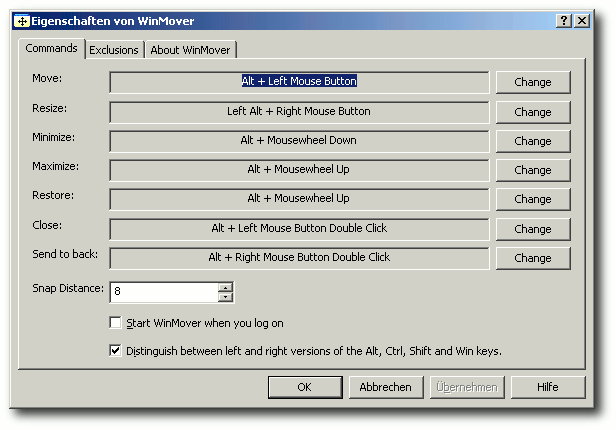 Eigenschaften von WinMover
Commands Exclusions About WinMover
Move: Alt + Left Mouse Button Change
Resize: Left Alt + Right Mouse Button Change
Minimize: Alt + Mousewheel Down Change
Maximize: Alt + Mousewheel Up Change
Restore: Alt + Mousewheel Up Change
Close: Alt + Left Mouse Button Double Click Change
Send to back: Alt + Right Mouse Button Double Click Change
Snap Distance: 8
Start WinMover when you log on
Distinguish between left and right versions of the Alt, Ctrl, Shift and Win keys.
OK Abbrechen Übernehmen Hilfe